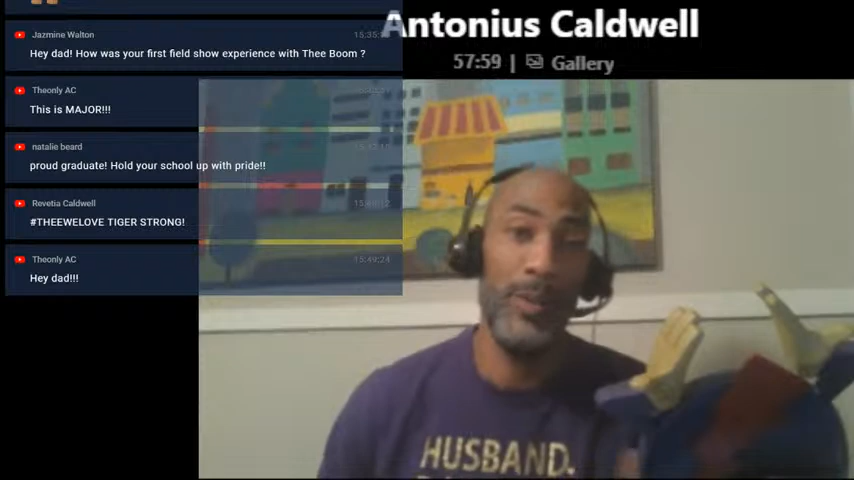 Antonius Caldwell
57:59 | Gallery
Jazmine Walton
Hey dad! How was your first field show experience with Thee Boom ?
Theonly AC
This is MAJOR!!!
natalie beard
proud graduate! Hold your school up with pride!!
Revetia Caldwell
#THEEWELOVE TIGER STRONG!
Theonly AC 15:49:24
Hey dad!!!
HUSBAND.